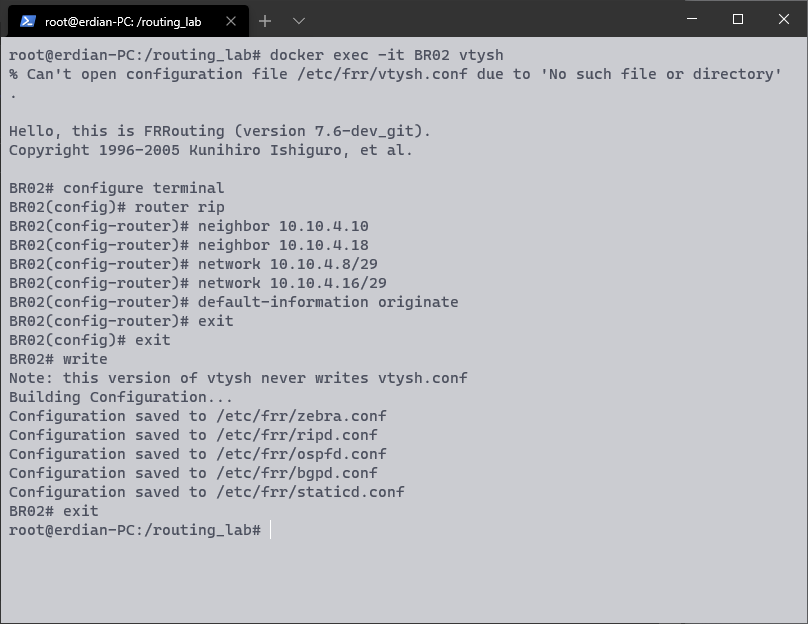 root@erdian-PC: /routing_lab
root@erdian-PC:/routing_lab# docker exec -it BR02 vtysh
% Can't open configuration file /etc/frr/vtysh.conf due to 'No such file or directory'
.
Hello, this is FRRouting (version 7.6-dev_git).
Copyright 1996-2005 Kunihiro Ishiguro, et al.
BR02# configure terminal
BR02(config)# router rip
BR02(config-router)# neighbor 10.10.4.10
BR02(config-router)# neighbor 10.10.4.18
BR02(config-router)# network 10.10.4.8/29
BR02(config-router)# network 10.10.4.16/29
BR02(config-router)# default-information originate
BR02(config-router)# exit
BR02(config)# exit
BR02# write
Note: this version of vtysh never writes vtysh.conf
Building Configuration...
Configuration saved to /etc/frr/zebra.conf
Configuration saved to /etc/frr/ripd.conf
Configuration saved to /etc/frr/ospfd.conf
Configuration saved to /etc/frr/bgpd.conf
Configuration saved to /etc/frr/staticd.conf
BR02# exit
root@erdian-PC:/routing_lab#